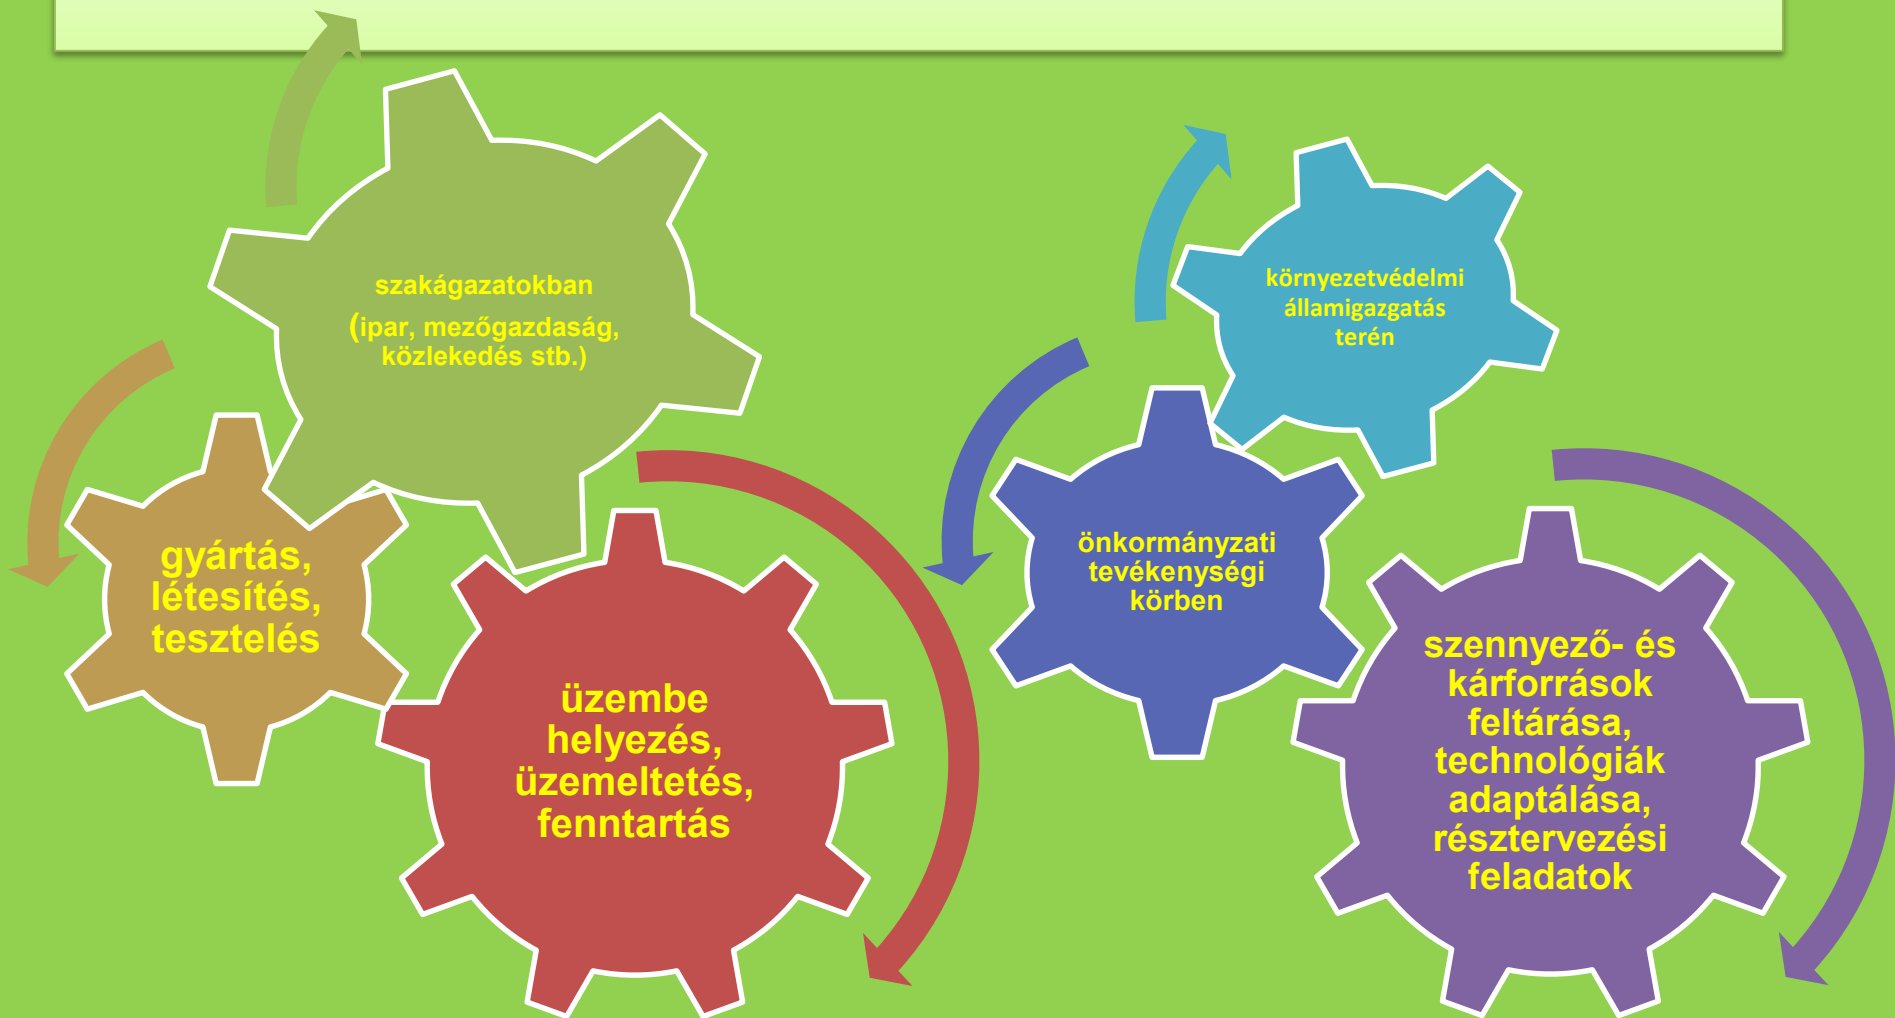 szakágazatokban
(ipar, mezőgazdaság,
közlekedés stb.)
gyártás,
létesítés,
tesztelés
üzembe
helyezés,
üzemeltetés,
fenntartás
környezetvédelmi
államigazgatás
terén
önkormányzati
tevékenységi
körben
szennyező- és
kárforrások
feltárása,
technológiák
adaptálása,
résztervezési
feladatok